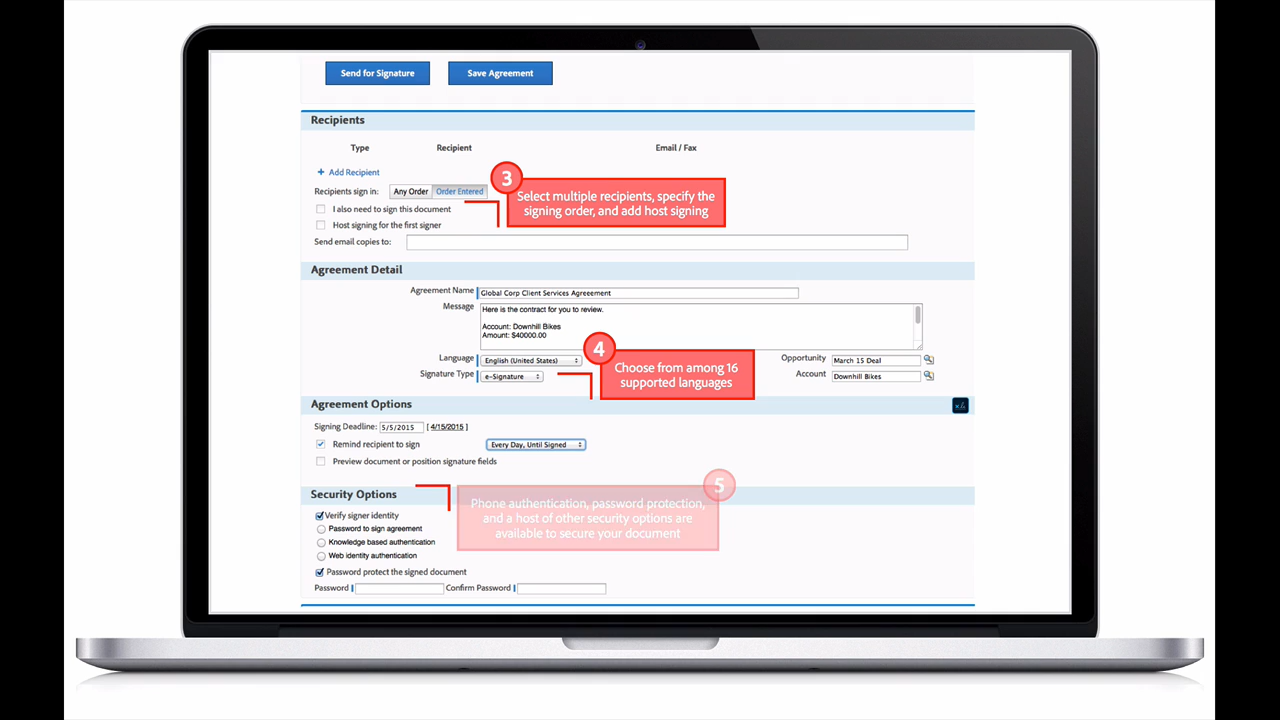 Send for Signature Save Agreement
Recipients
Type Recipient Email / Fax
+ Add Recipient
Recipients sign in: Any Order Order Entered
I also need to sign this document
Host signing for the first signer
Send email copies to:
3
Select multiple recipients, specify the
signing order, and add host signing
Agreement Detail
Agreement Name Global Corp Client Services Agreeement
Message Here is the contract for you to review.
Account: Downhill Bikes
Amount: $40000.00
Language English (United States)
Signature Type e-Signature
4
Choose from among 16
supported languages
Opportunity March 15 Deal
Account Downhill Bikes
Agreement Options
Signing Deadline: 5/5/2015 [ 4/15/2015 ]
Remind recipient to sign Every Day, Until Signed
Preview document or position signature fields
Security Options
5
Phone authentication, password protection,
and a host of other security options are
available to secure your document
Verify signer identity
Password to sign agreement
Knowledge based authentication
Web identity authentication
Password protect the signed document
Password Confirm Password